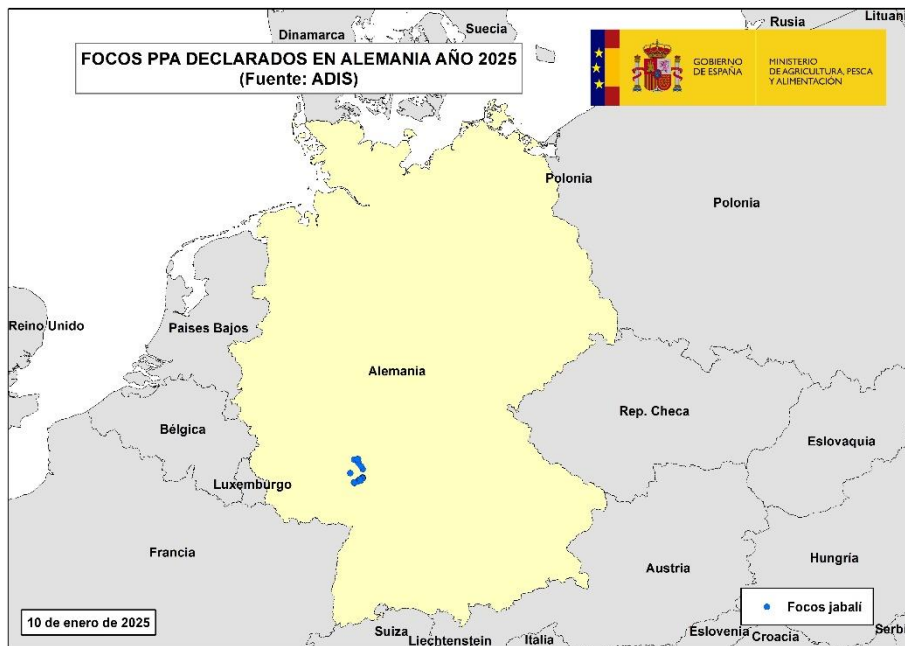 Dinamarca
Suecia
Rusia
Lituani
FOCOS PPA DECLARADOS EN ALEMANIA AÑO 2025
(Fuente: ADIS)
GOBIERNO
DE ESPAÑA
MINISTERIO
DE AGRICULTURA, PESCA
Y ALIMENTACIÓN
Polonia
Polonia
Reino Unido
Paises Bajos
Alemania
Rep. Checa
Bélgica
Eslovaquia
Luxemburgo
Francia
Hungría
Austria
Focos jabalí
10 de enero de 2025
Suiza
Liechtenstein
Italia
Eslovenia
Croacia
Serbi